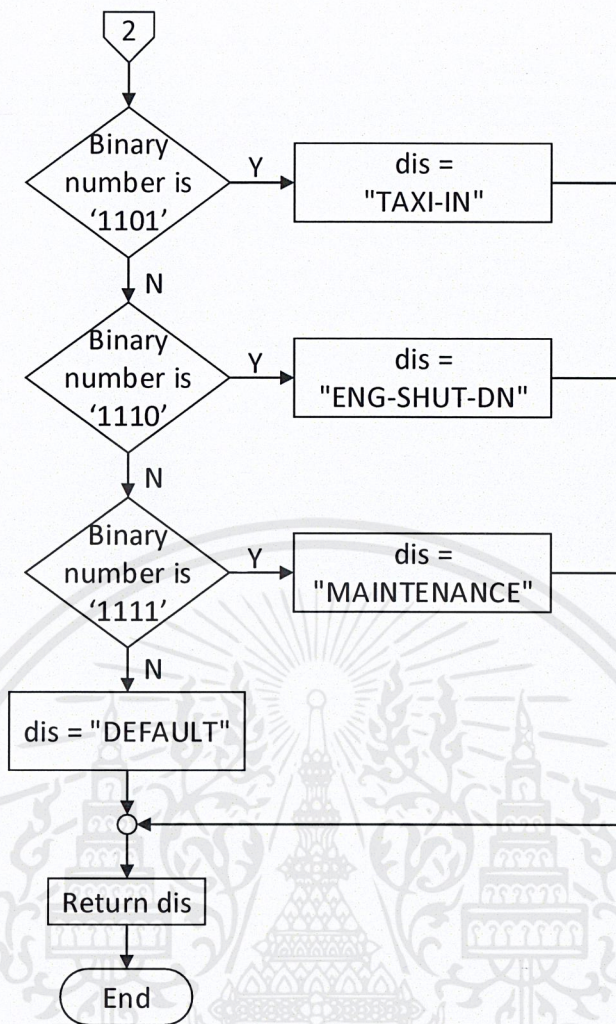 2
Binary
number is
‘1101’
Y
dis =
"TAXI-IN"
N
Binary
number is
‘1110’
Y
dis =
"ENG-SHUT-DN"
N
Binary
number is
‘1111’
Y
dis =
"MAINTENANCE"
N
dis = "DEFAULT"
Return dis
End